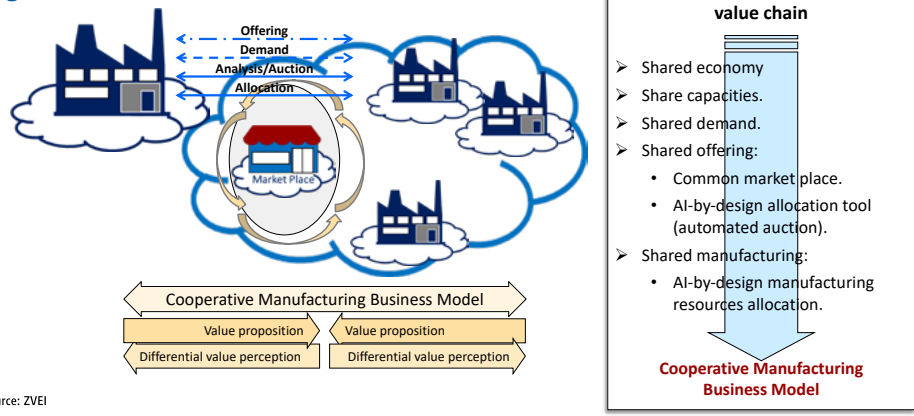 Offering
Demand
Analysis/Auction
Allocation
Market Place
Cooperative Manufacturing Business Model
Value proposition
Value proposition
Differential value perception
Differential value perception
urce: ZVEI
value chain
➢ Shared economy
➢ Share capacities.
➢ Shared demand.
➢ Shared offering:
• Common market place.
• AI-by-design allocation tool
(automated auction).
➢ Shared manufacturing:
• AI-by-design manufacturing
resources allocation.
Cooperative Manufacturing
Business Model